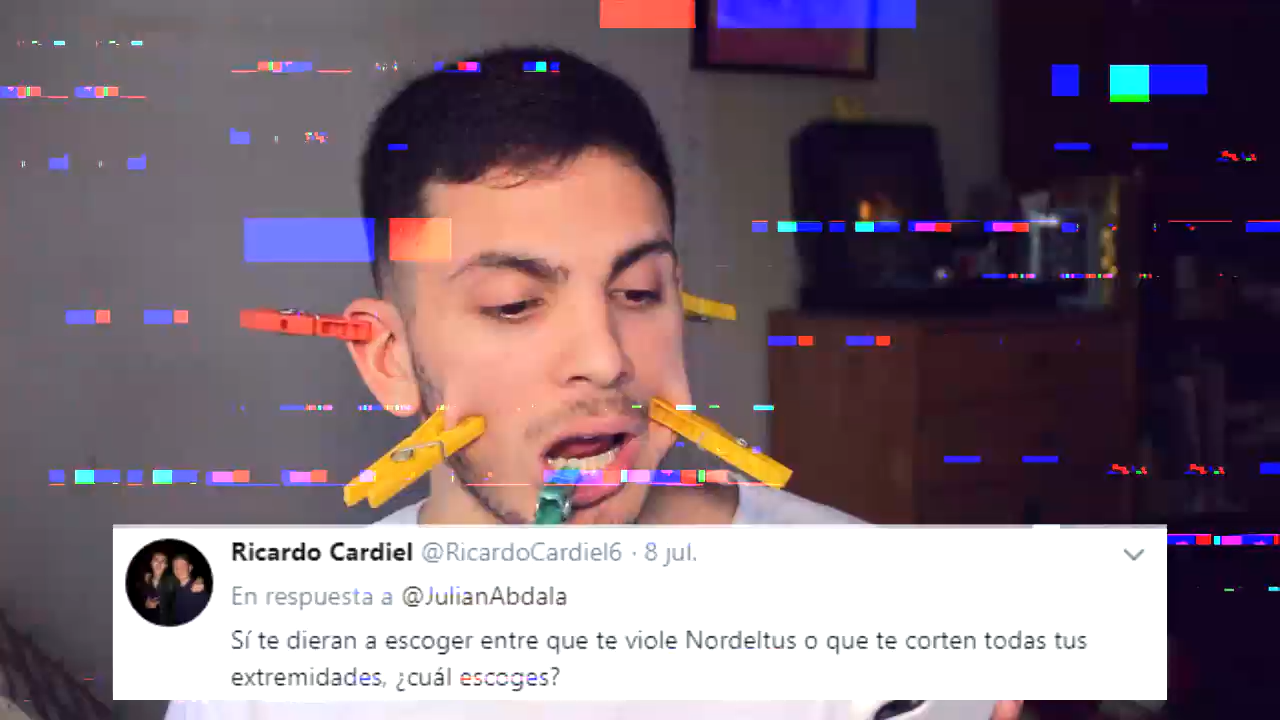 Ricardo Cardiel @RicardoCardiel6 · 8 jul.
En respuesta a @JulianAbdala
Sí te dieran a escoger entre que te viole Nordeltus o que te corten todas tus
extremidades, ¿cuál escoges?